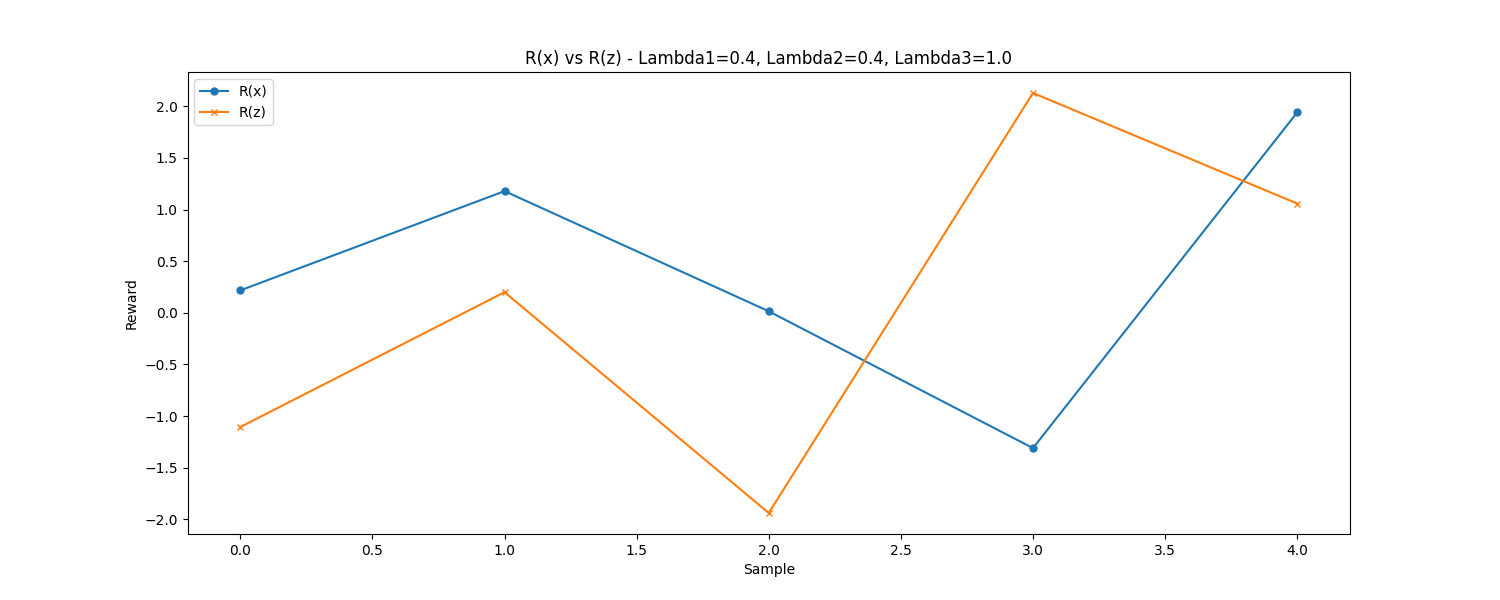 R(x) vs R(z) - Lambda1=0.4, Lambda2=0.4, Lambda3=1.0
R(x)
R(z)
2.0
1.5
1.0
0.5
0.0
−0.5
−1.0
−1.5
−2.0
Reward
0.0 0.5 1.0 1.5 2.0 2.5 3.0 3.5 4.0
Sample